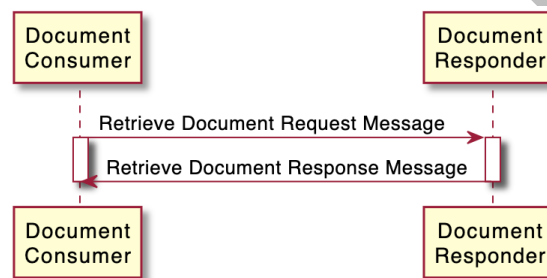 Document
Consumer
Document
Responder
Retrieve Document Request Message
Retrieve Document Response Message
Document
Consumer
Document
Responder